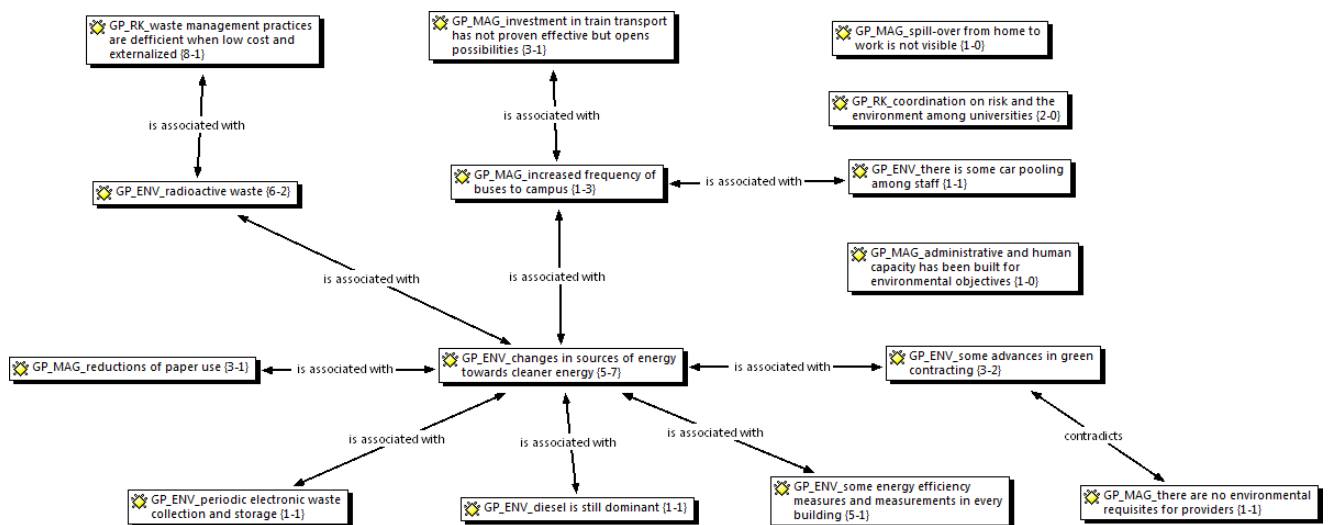 GP_RK_waste management practices
are defficient when low cost and
externalized {8-1}
GP_MAG_investment in train transport
has not proven effective but opens
possibilities {3-1}
GP_MAG_spill-over from home to
work is not visible {1-0}
GP_RK_coordination on risk and the
environment among universities {2-0}
is associated with
is associated with
GP_ENV_radioactive waste {6-2}
GP_MAG_increased frequency of
buses to campus {1-3}
is associated with
GP_ENV_there is some car pooling
among staff {1-1}
GP_MAG_administrative and human
capacity has been built for
environmental objectives {1-0}
is associated with
is associated with
GP_MAG_reductions of paper use {3-1}
is associated with
GP_ENV_changes in sources of energy
towards cleaner energy {5-7}
is associated with
GP_ENV_some advances in green
contracting {3-2}
is associated with
is associated with
is associated with
contradicts
GP_ENV_periodic electronic waste
collection and storage {1-1}
GP_ENV_diesel is still dominant {1-1}
GP_ENV_some energy efficiency
measures and measurements in every
building {5-1}
GP_MAG_there are no environmental
requisites for providers {1-1}